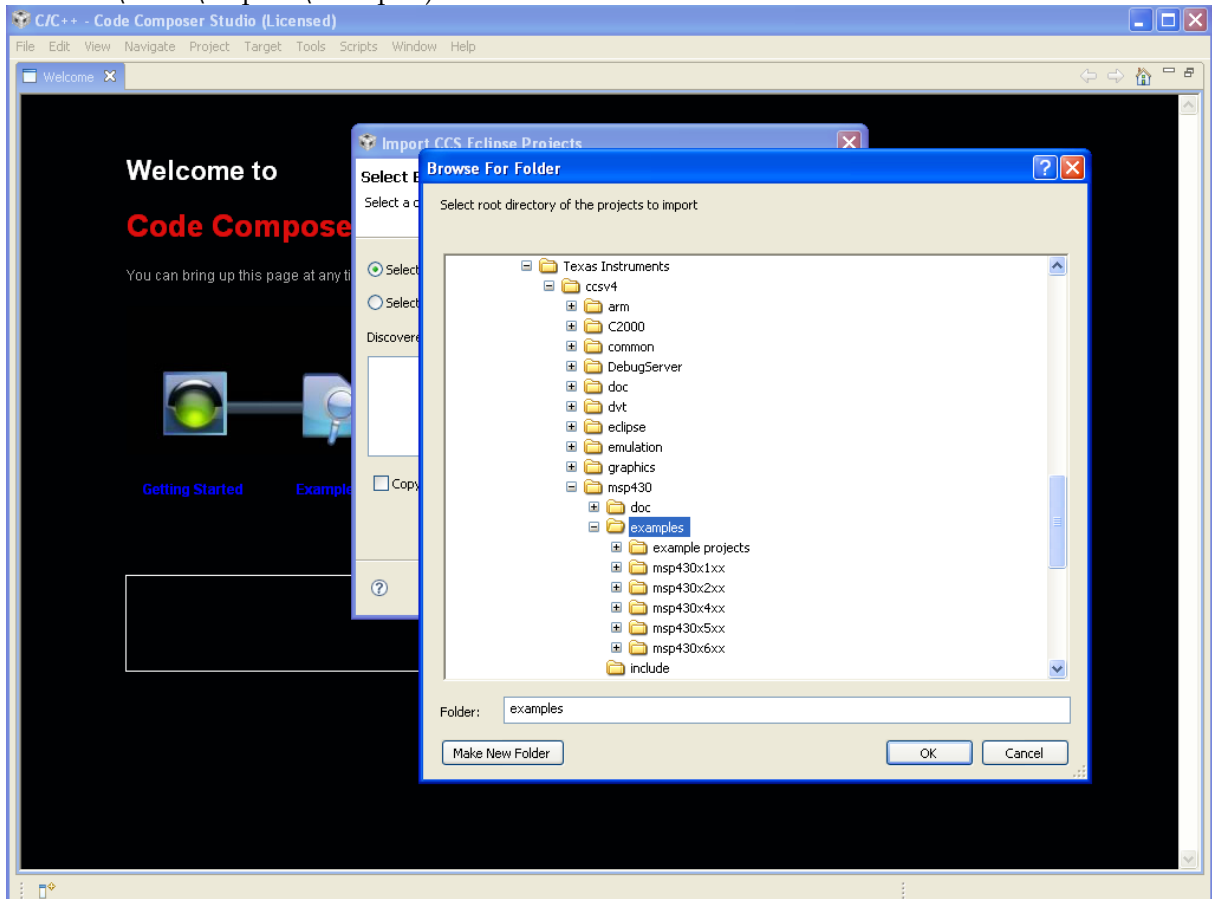 C/C++ - Code Composer Studio (Licensed)
File Edit View Navigate Project Target Tools Scripts Window Help
Welcome
Import CCS Eclipse Projects
Welcome to
Select
Browse For Folder
Select a
Select root directory of the projects to import
Code Compose
You can bring up this page at any
Select
Select
Texas Instruments
ccsv4
arm
C2000
common
DebugServer
doc
dvt
eclipse
emulation
graphics
msp430
doc
examples
example projects
msp430x1xx
msp430x2xx
msp430x4xx
msp430x5xx
msp430x6xx
include
Discovere
Copy
Getting Started
Example
Folder: examples
Make New Folder
OK
Cancel